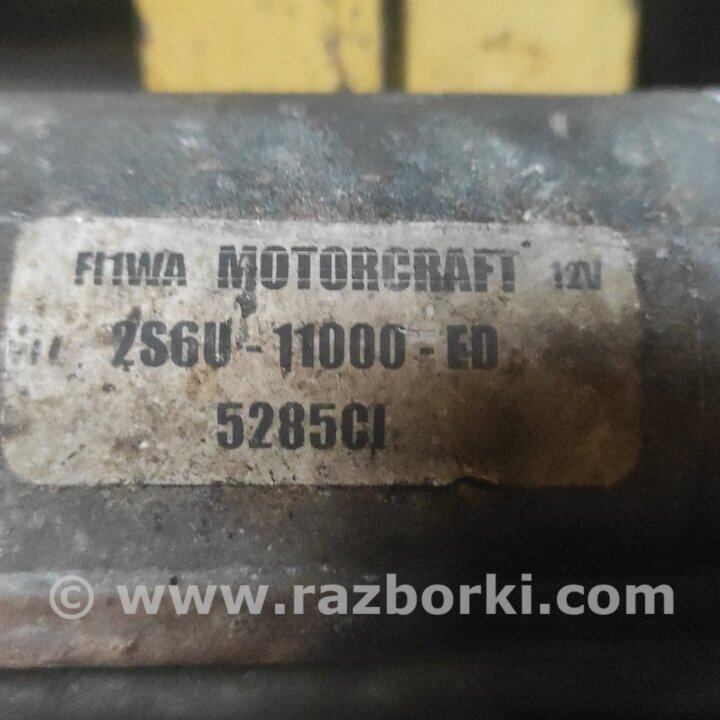 FI1WA MOTORCRAFT 12V
2S6U-11000-ED
5285CJ
© www.razborki.com